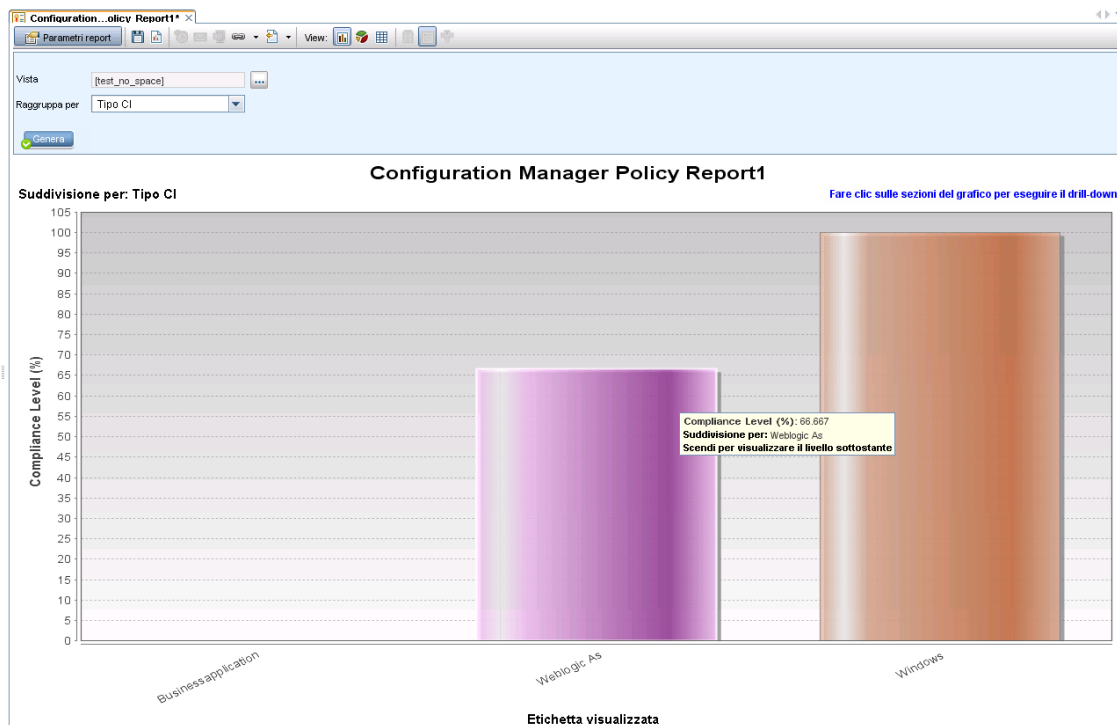 Configuration...olicy Report1*
Parametri report
View:
Vista
[test_no_space]
...
Raggruppa per
Tipo CI
Genera
Configuration Manager Policy Report1
Suddivisione per: Tipo CI
Fare clic sulle sezioni del grafico per eseguire il drill-down
105
100
95
90
85
80
75
70
65
60
55
50
45
40
35
30
25
20
15
10
5
0
Compliance Level (%)
Compliance Level (%): 66.667
Suddivisione per: Weblogic As
Scendi per visualizzare il livello sottostante
Businessapplication
Weblogic As
Windows
Etichetta visualizzata